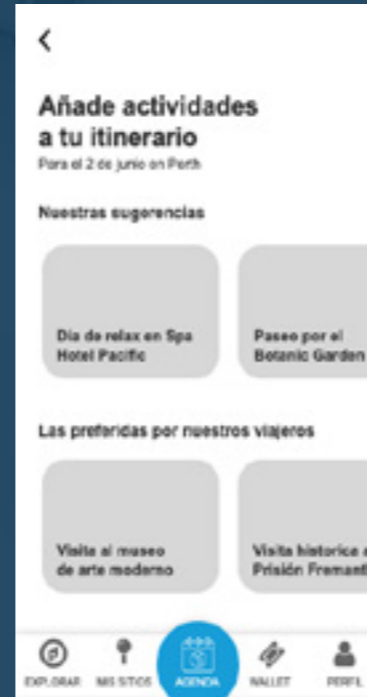 Añade actividades
a tu itinerario
Para el 2 de junio en Perth
Nuestras sugerencias
Día de relax en Spa
Hotel Pacific
Paseo por el
Botanic Garden
Las preferidas por nuestros viajeros
Visita al museo
de arte moderno
Visita historica a
Prisión Fremant
EXPLORAR
MIS SITIOS
AGENDA
WALLET
PERFIL